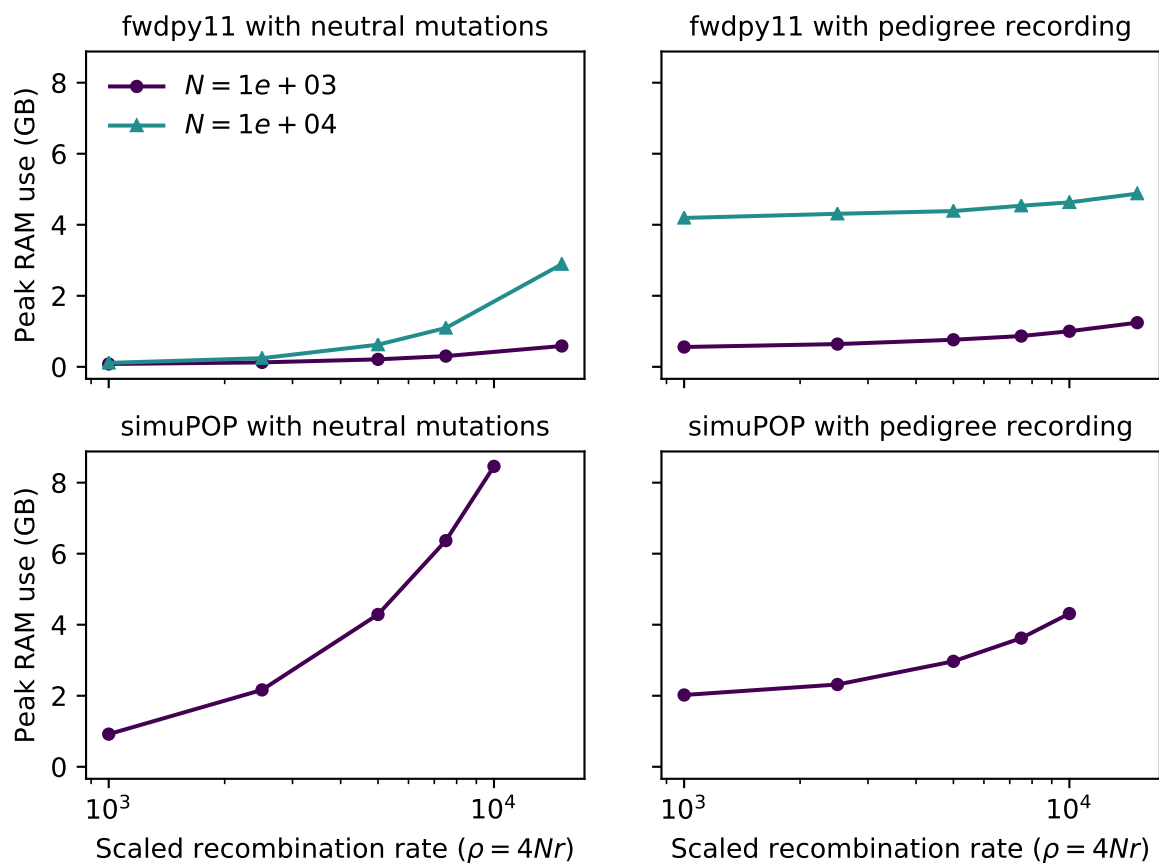 fwdpy11 with neutral mutations
fwdpy11 with pedigree recording
Peak RAM use (GB)
8
6
4
2
0
N = 1e + 03
N = 1e + 04
simuPOP with neutral mutations
simuPOP with pedigree recording
Peak RAM use (GB)
8
6
4
2
0
10³
10⁴
10³
10⁴
Scaled recombination rate (ρ = 4Nr)
Scaled recombination rate (ρ = 4Nr)